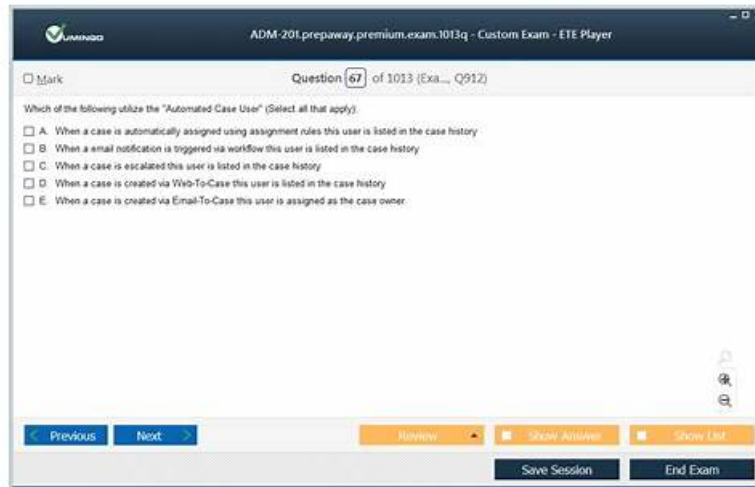 VUMINGO
ADM-201.prepaway.premium.exam.1013q - Custom Exam - ETE Player
Mark
Question 67 of 1013 (Exa..., Q912)
Which of the following utilize the "Automated Case User" (Select all that apply):
A. When a case is automatically assigned using assignment rules this user is listed in the case history
B. When a email notification is triggered via workflow this user is listed in the case history
C. When a case is escalated this user is listed in the case history
D. When a case is created via Web-To-Case this user is listed in the case history
E. When a case is created via Email-To-Case this user is assigned as the case owner
Previous
Next
Review
Show Answer
Show List
Save Session
End Exam